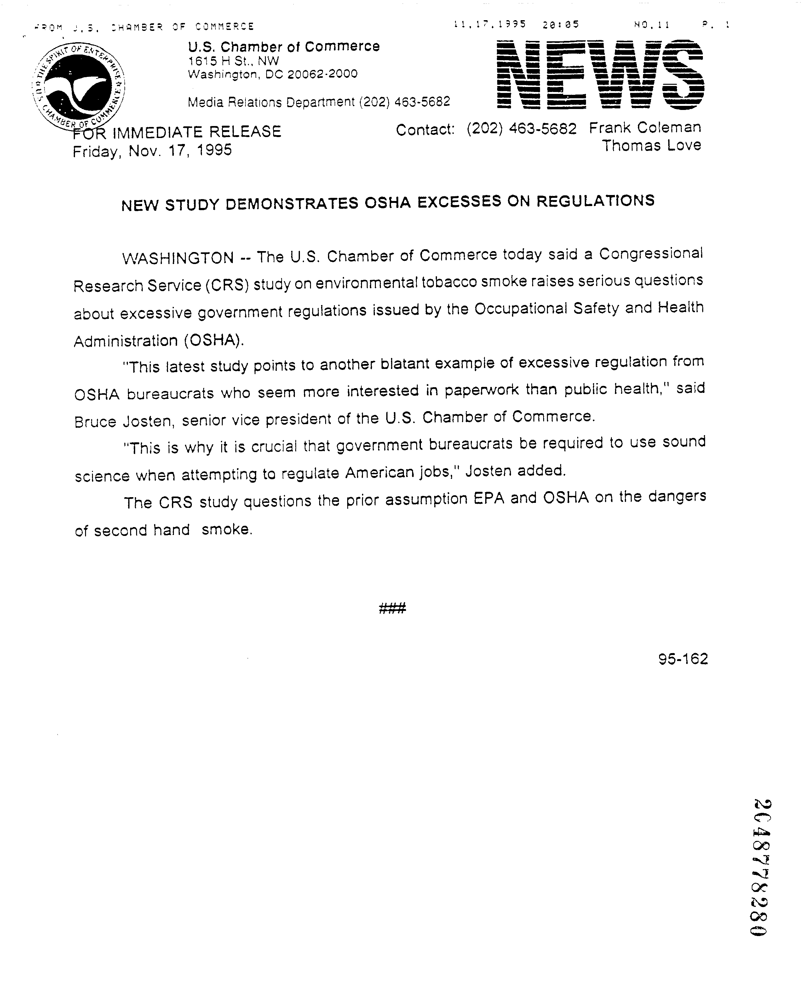 FROM U.S. CHAMBER OF COMMERCE 11.17.1995 20:05 NO.11 P. 1
THE SPIRIT OF ENTERPRISE
CHAMBER OF COMMERCE
U.S. Chamber of Commerce
1615 H St., NW
Washington, DC 20062-2000
NEWS
Media Relations Department (202) 463-5682
FOR IMMEDIATE RELEASE Contact: (202) 463-5682 Frank Coleman
Friday, Nov. 17, 1995 Thomas Love
NEW STUDY DEMONSTRATES OSHA EXCESSES ON REGULATIONS
WASHINGTON -- The U.S. Chamber of Commerce today said a Congressional
Research Service (CRS) study on environmental tobacco smoke raises serious questions
about excessive government regulations issued by the Occupational Safety and Health
Administration (OSHA).
"This latest study points to another blatant example of excessive regulation from
OSHA bureaucrats who seem more interested in paperwork than public health," said
Bruce Josten, senior vice president of the U.S. Chamber of Commerce.
"This is why it is crucial that government bureaucrats be required to use sound
science when attempting to regulate American jobs," Josten added.
The CRS study questions the prior assumption EPA and OSHA on the dangers
of second hand smoke.
###
95-162
2048778280